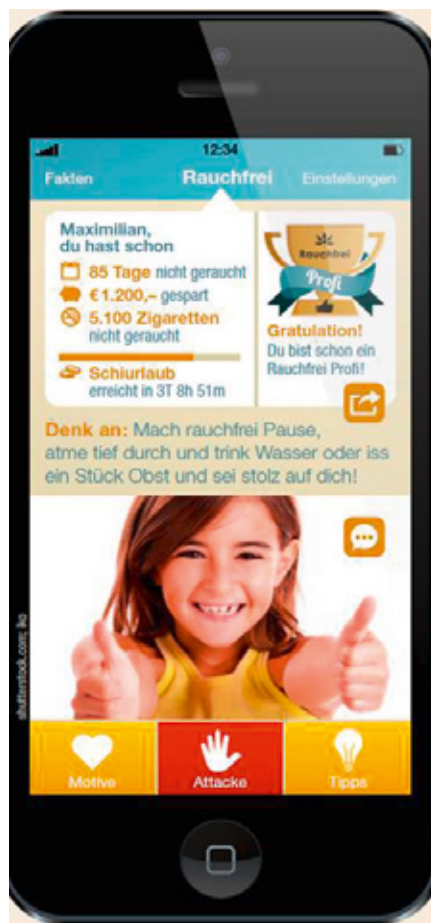 12:34
Fakten Rauchfrei Einstellungen
Maximilian,
du hast schon
85 Tage nicht geraucht
€ 1.200,– gespart
5.100 Zigaretten
nicht geraucht
Schiurlaub
erreicht in 3T 8h 51m
Rauchfrei
Profi
Gratulation!
Du bist schon ein
Rauchfrei Profi!
Denk an: Mach rauchfrei Pause,
atme tief durch und trink Wasser oder iss
ein Stück Obst und sei stolz auf dich!
shutterstock.com; iko
Motive Attacke Tipps